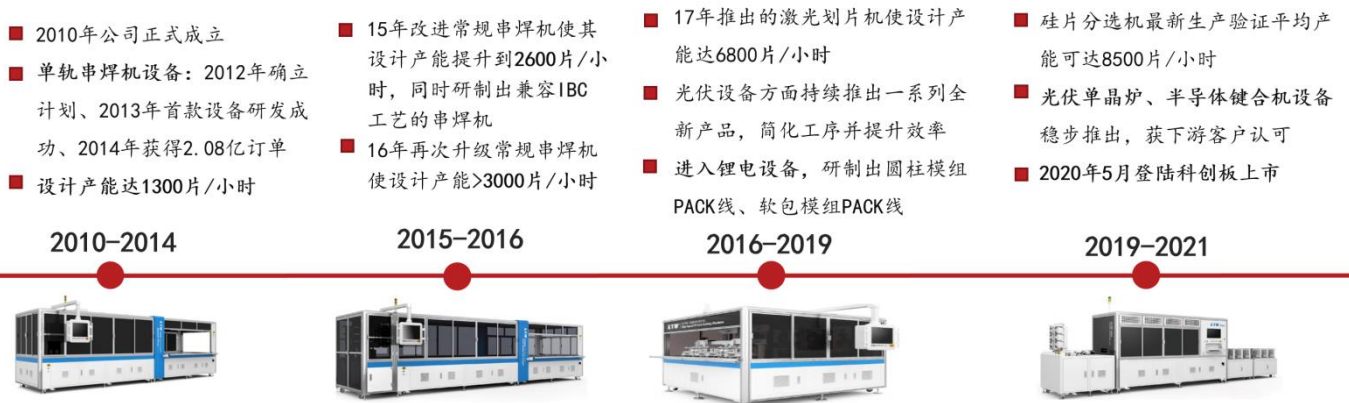 2010年公司正式成立
单轨串焊机设备：2012年确立
计划、2013年首款设备研发成
功、2014年获得2.08亿订单
设计产能达1300片/小时
2010-2014
15年改进常规串焊机使其
设计产能提升到2600片/小
时，同时研制出兼容IBC
工艺的串焊机
16年再次升级常规串焊机
使设计产能>3000片/小时
2015-2016
17年推出的激光划片机使设计产
能达6800片/小时
光伏设备方面持续推出一系列全
新产品，简化工序并提升效率
进入锂电设备，研制出圆柱模组
PACK线、软包模组PACK线
2016-2019
硅片分选机最新生产验证平均产
能可达8500片/小时
光伏单晶炉、半导体键合机设备
稳步推出，获下游客户认可
2020年5月登陆科创板上市
2019-2021